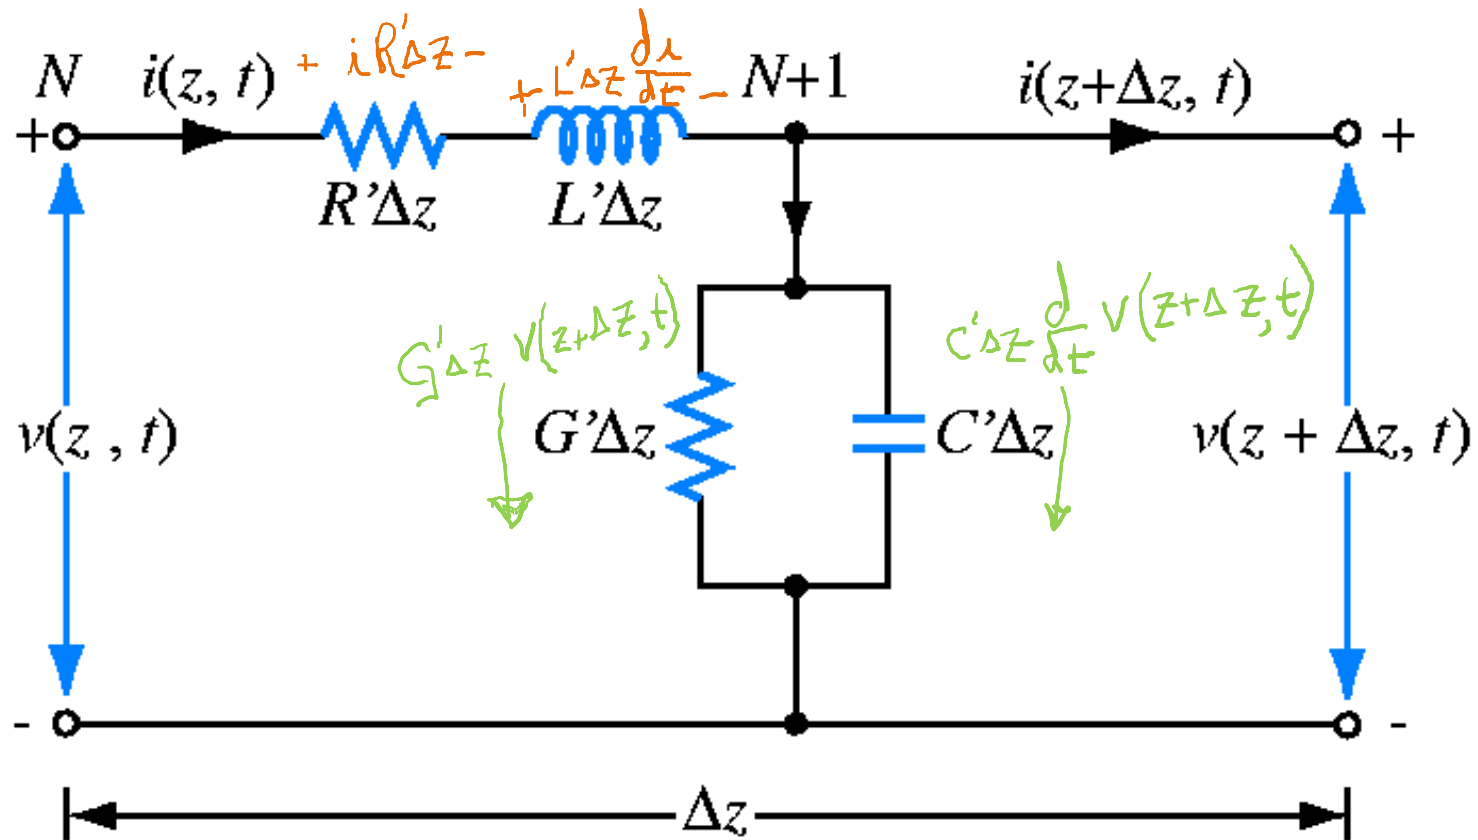 + iR'Δz -
+ L'Δz di/dt -
N i(z, t) N+1 i(z+Δz, t)
+ +
R'Δz L'Δz
G'Δz v(z+Δz, t) C'Δz d/dt v(z+Δz, t)
v(z , t) G'Δz C'Δz v(z + Δz, t)
- -
Δz